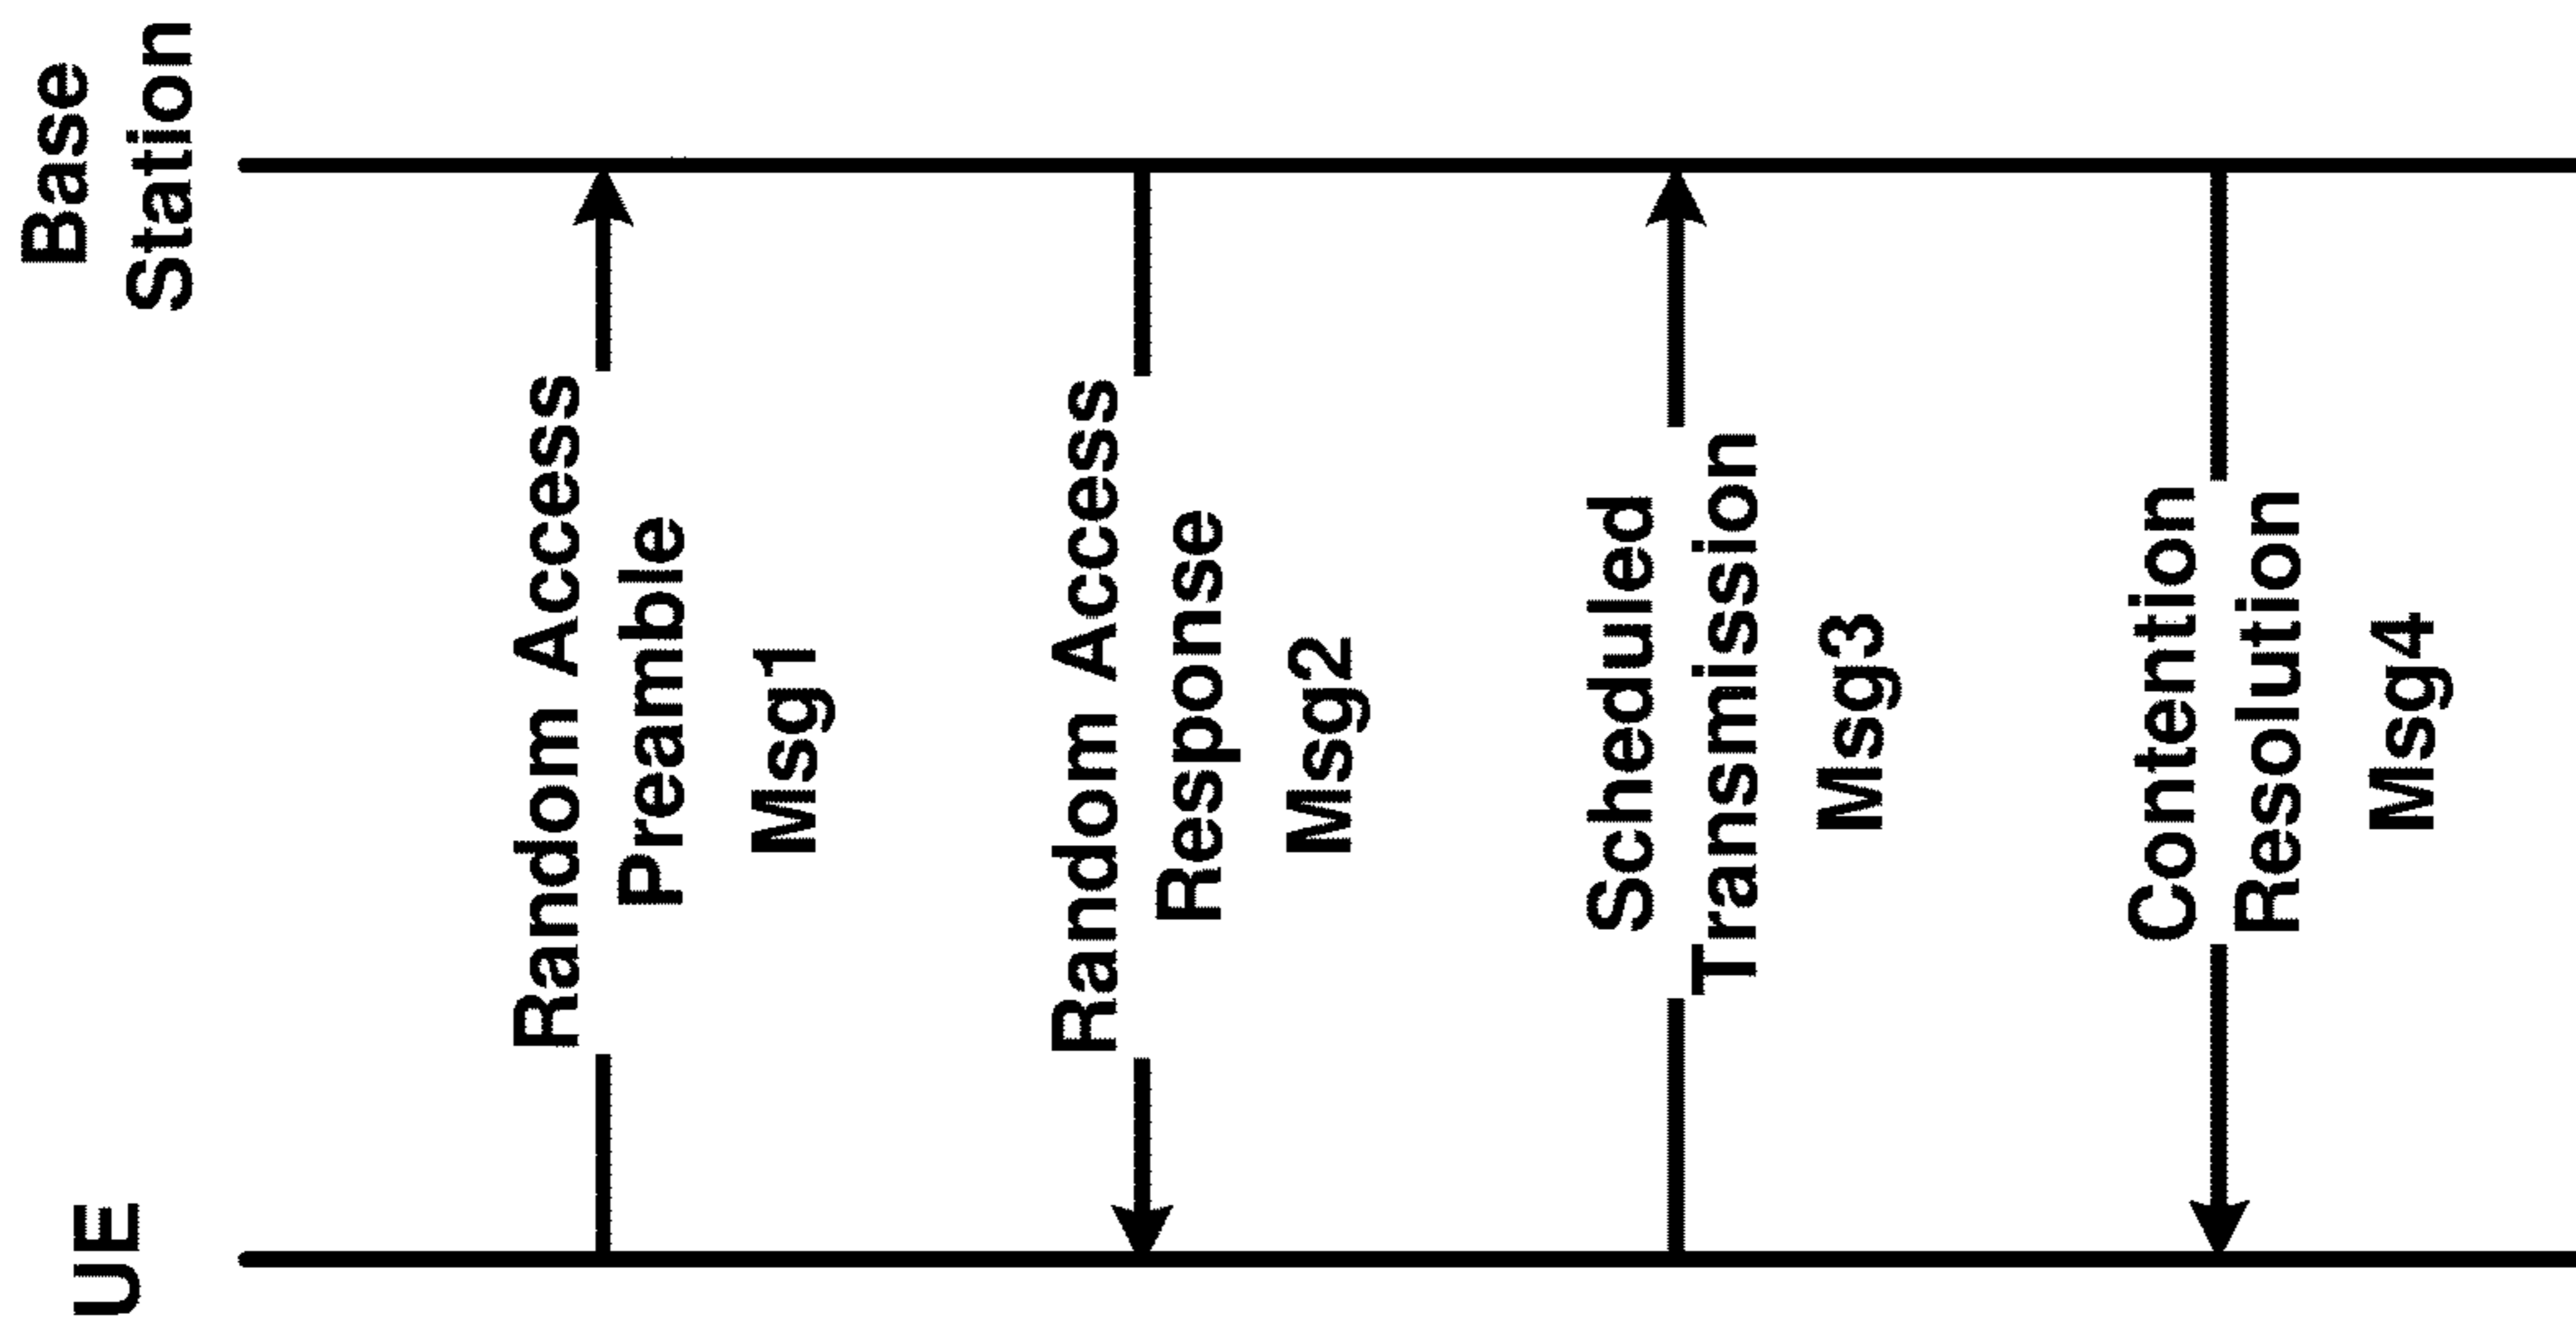 UE
Base
Station
Random Access
Preamble
Msg1
Random Access
Response
Msg2
Scheduled
Transmission
Msg3
Contention
Resolution
Msg4